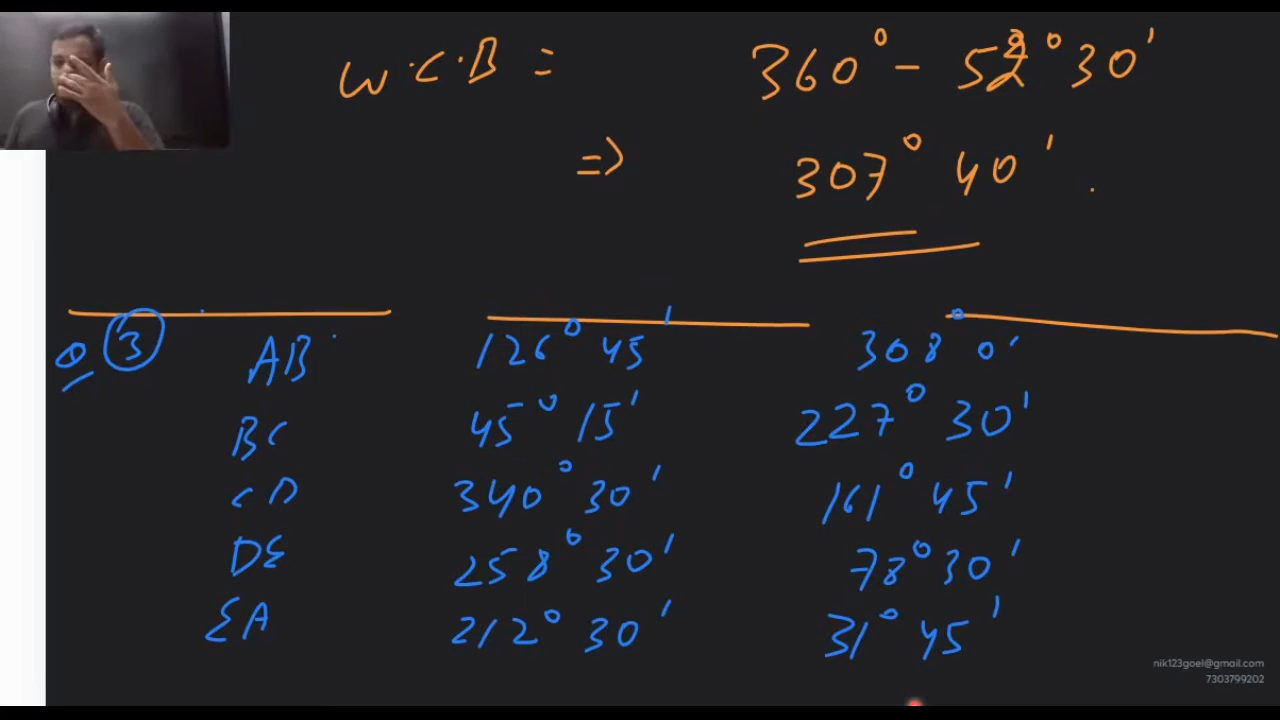 W.C.B = 360° - 52° 30'
=> 307° 40'.
Q ③ AB 126° 45' 308° 0'
BC 45° 15' 227° 30'
CD 340° 30' 161° 45'
DE 258° 30' 78° 30'
EA 212° 30' 31° 45'
nik123goel@gmail.com
7303799202